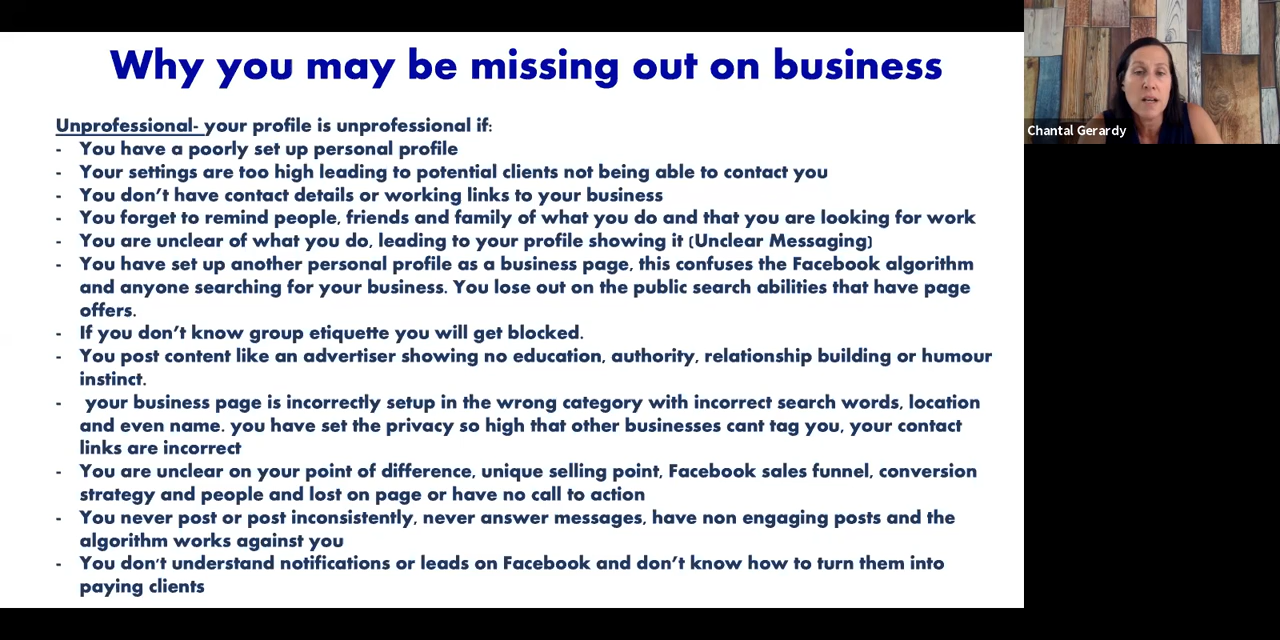 Why you may be missing out on business
Chantal Gerardy
Unprofessional- your profile is unprofessional if:
- You have a poorly set up personal profile
- Your settings are too high leading to potential clients not being able to contact you
- You don't have contact details or working links to your business
- You forget to remind people, friends and family of what you do and that you are looking for work
- You are unclear of what you do, leading to your profile showing it (Unclear Messaging)
- You have set up another personal profile as a business page, this confuses the Facebook algorithm
and anyone searching for your business. You lose out on the public search abilities that have page
offers.
- If you don't know group etiquette you will get blocked.
- You post content like an advertiser showing no education, authority, relationship building or humour
instinct.
- your business page is incorrectly setup in the wrong category with incorrect search words, location
and even name. you have set the privacy so high that other businesses cant tag you, your contact
links are incorrect
- You are unclear on your point of difference, unique selling point, Facebook sales funnel, conversion
strategy and people and lost on page or have no call to action
- You never post or post inconsistently, never answer messages, have non engaging posts and the
algorithm works against you
- You don't understand notifications or leads on Facebook and don't know how to turn them into
paying clients